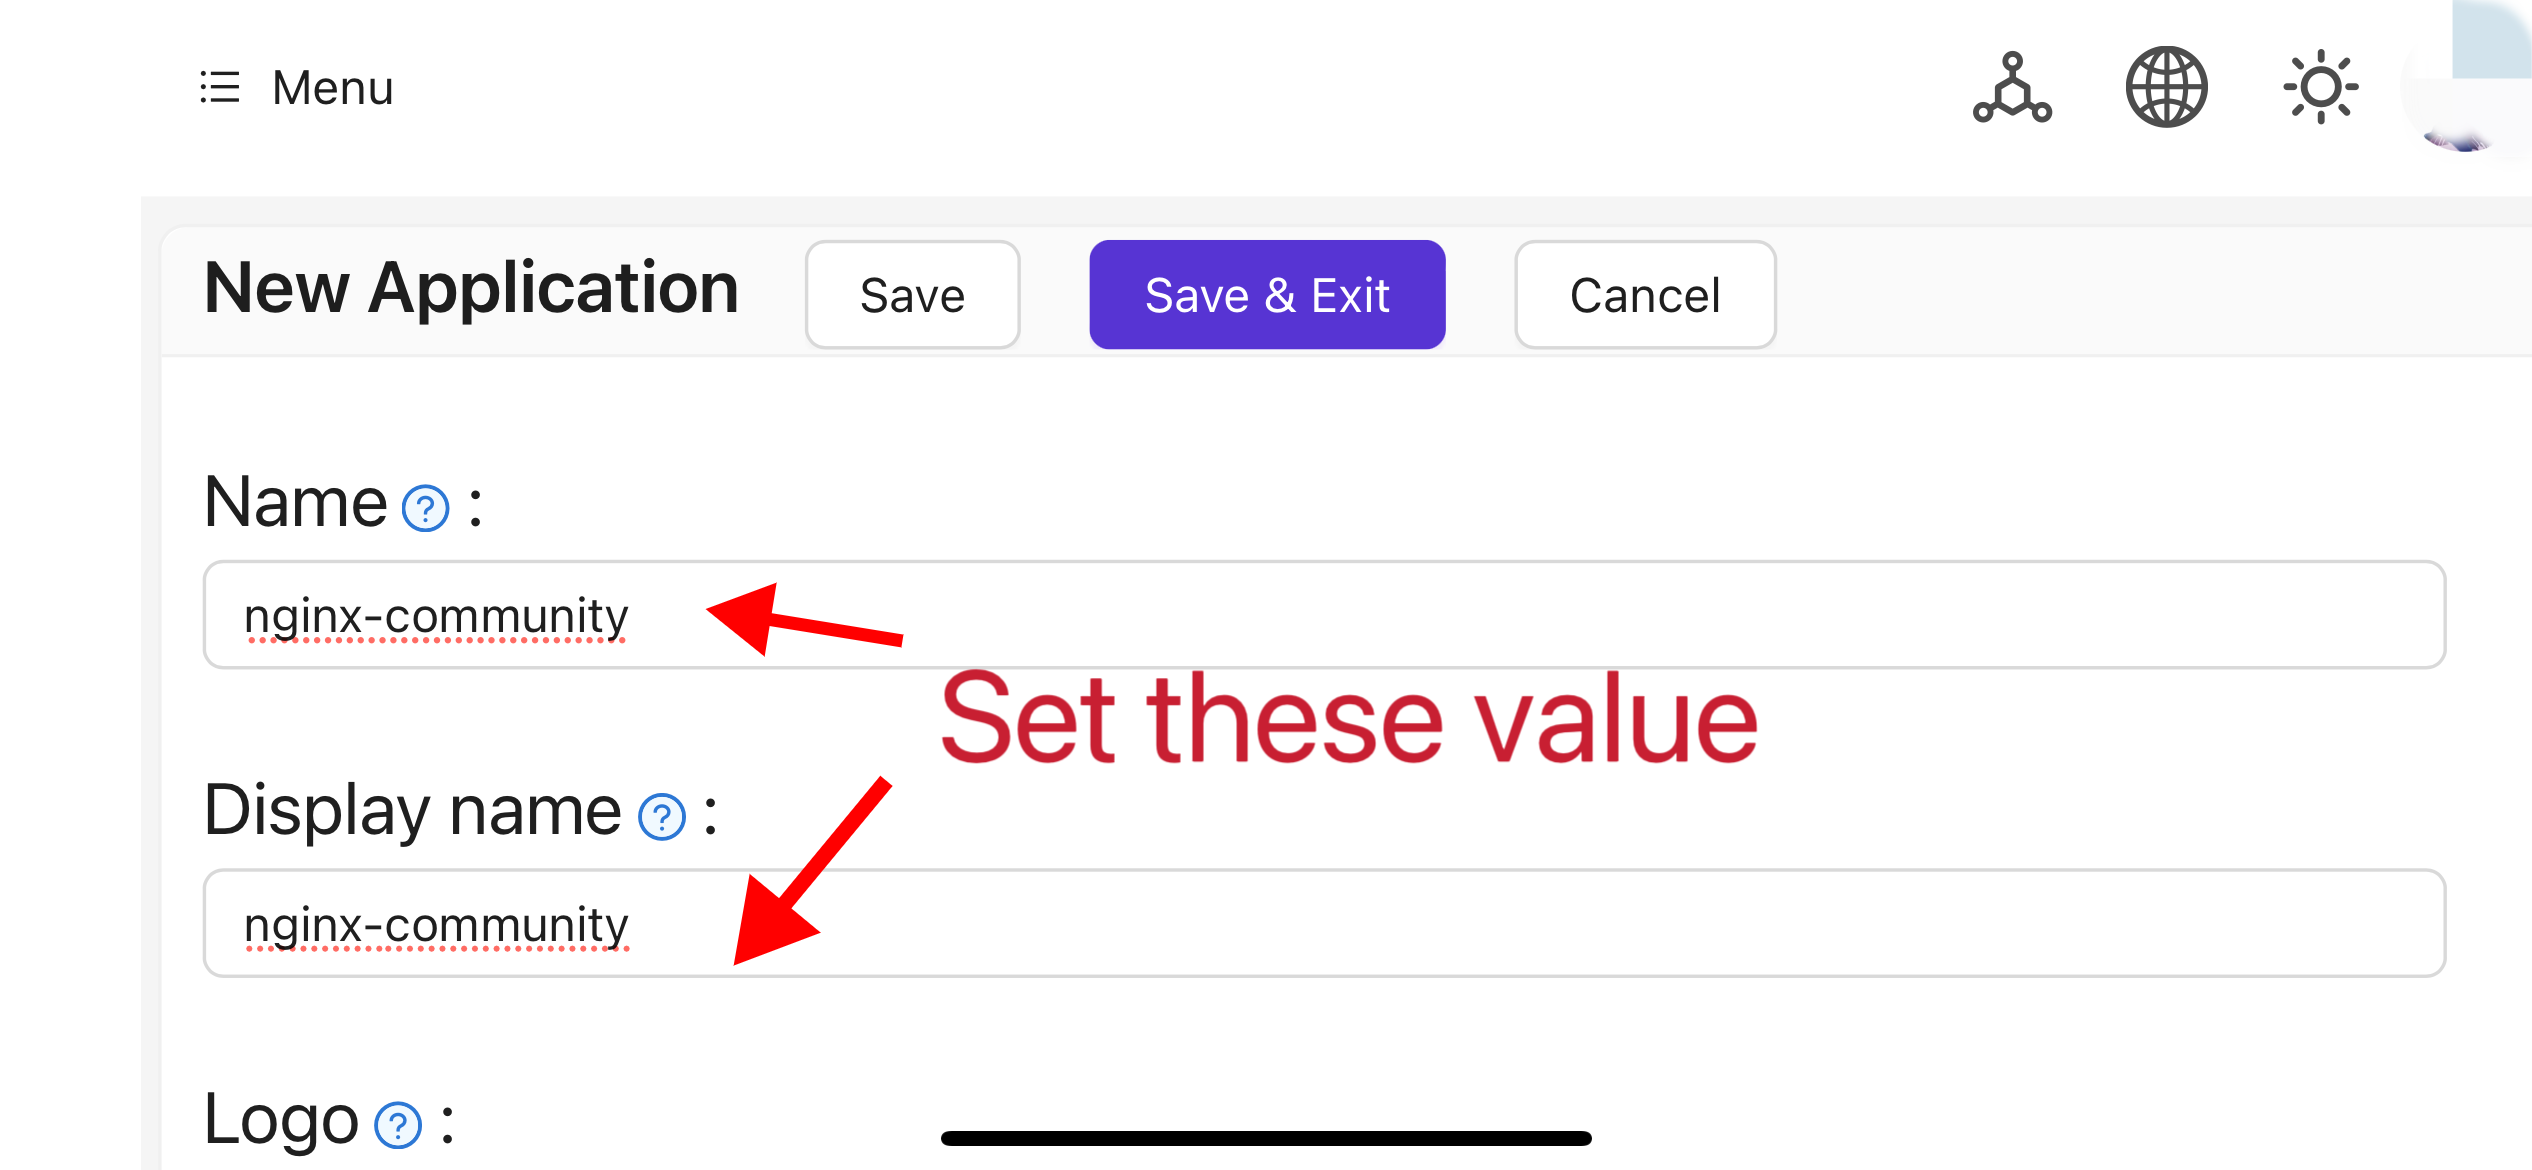 Menu
New Application
Save
Save & Exit
Cancel
Name ? :
nginx-community
Set these value
Display name ? :
nginx-community
Logo ? :